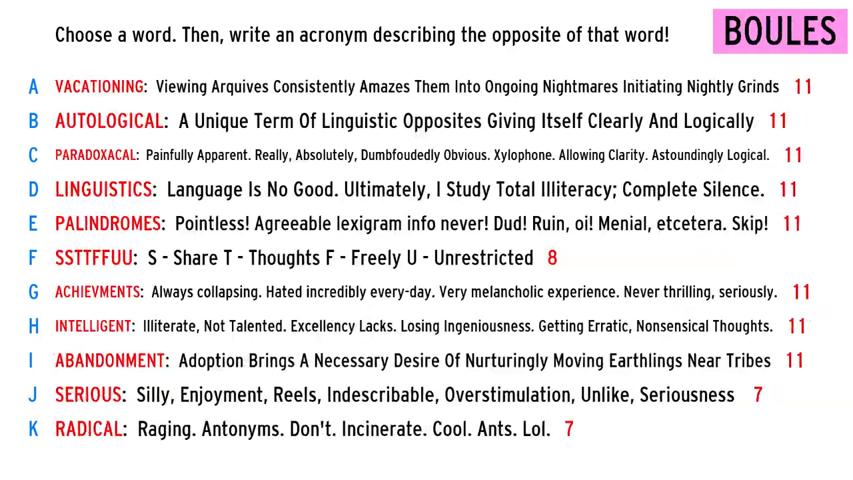 Choose a word. Then, write an acronym describing the opposite of that word! BOULES
A VACATIONING: Viewing Arquives Consistently Amazes Them Into Ongoing Nightmares Initiating Nightly Grinds 11
B AUTOLOGICAL: A Unique Term Of Linguistic Opposites Giving Itself Clearly And Logically 11
C PARADOXACAL: Painfully Apparent. Really, Absolutely, Dumbfoudedly Obvious. Xylophone. Allowing Clarity. Astoundingly Logical. 11
D LINGUISTICS: Language Is No Good. Ultimately, I Study Total Illiteracy; Complete Silence. 11
E PALINDROMES: Pointless! Agreeable lexigram info never! Dud! Ruin, oi! Menial, etcetera. Skip! 11
F SSTTFFUU: S - Share T - Thoughts F - Freely U - Unrestricted 8
G ACHIEVMENTS: Always collapsing. Hated incredibly every-day. Very melancholic experience. Never thrilling, seriously. 11
H INTELLIGENT: Illiterate, Not Talented. Excellency Lacks. Losing Ingeniousness. Getting Erratic, Nonsensical Thoughts. 11
I ABANDONMENT: Adoption Brings A Necessary Desire Of Nurturingly Moving Earthlings Near Tribes 11
J SERIOUS: Silly, Enjoyment, Reels, Indescribable, Overstimulation, Unlike, Seriousness 7
K RADICAL: Raging. Antonyms. Don't. Incinerate. Cool. Ants. Lol. 7